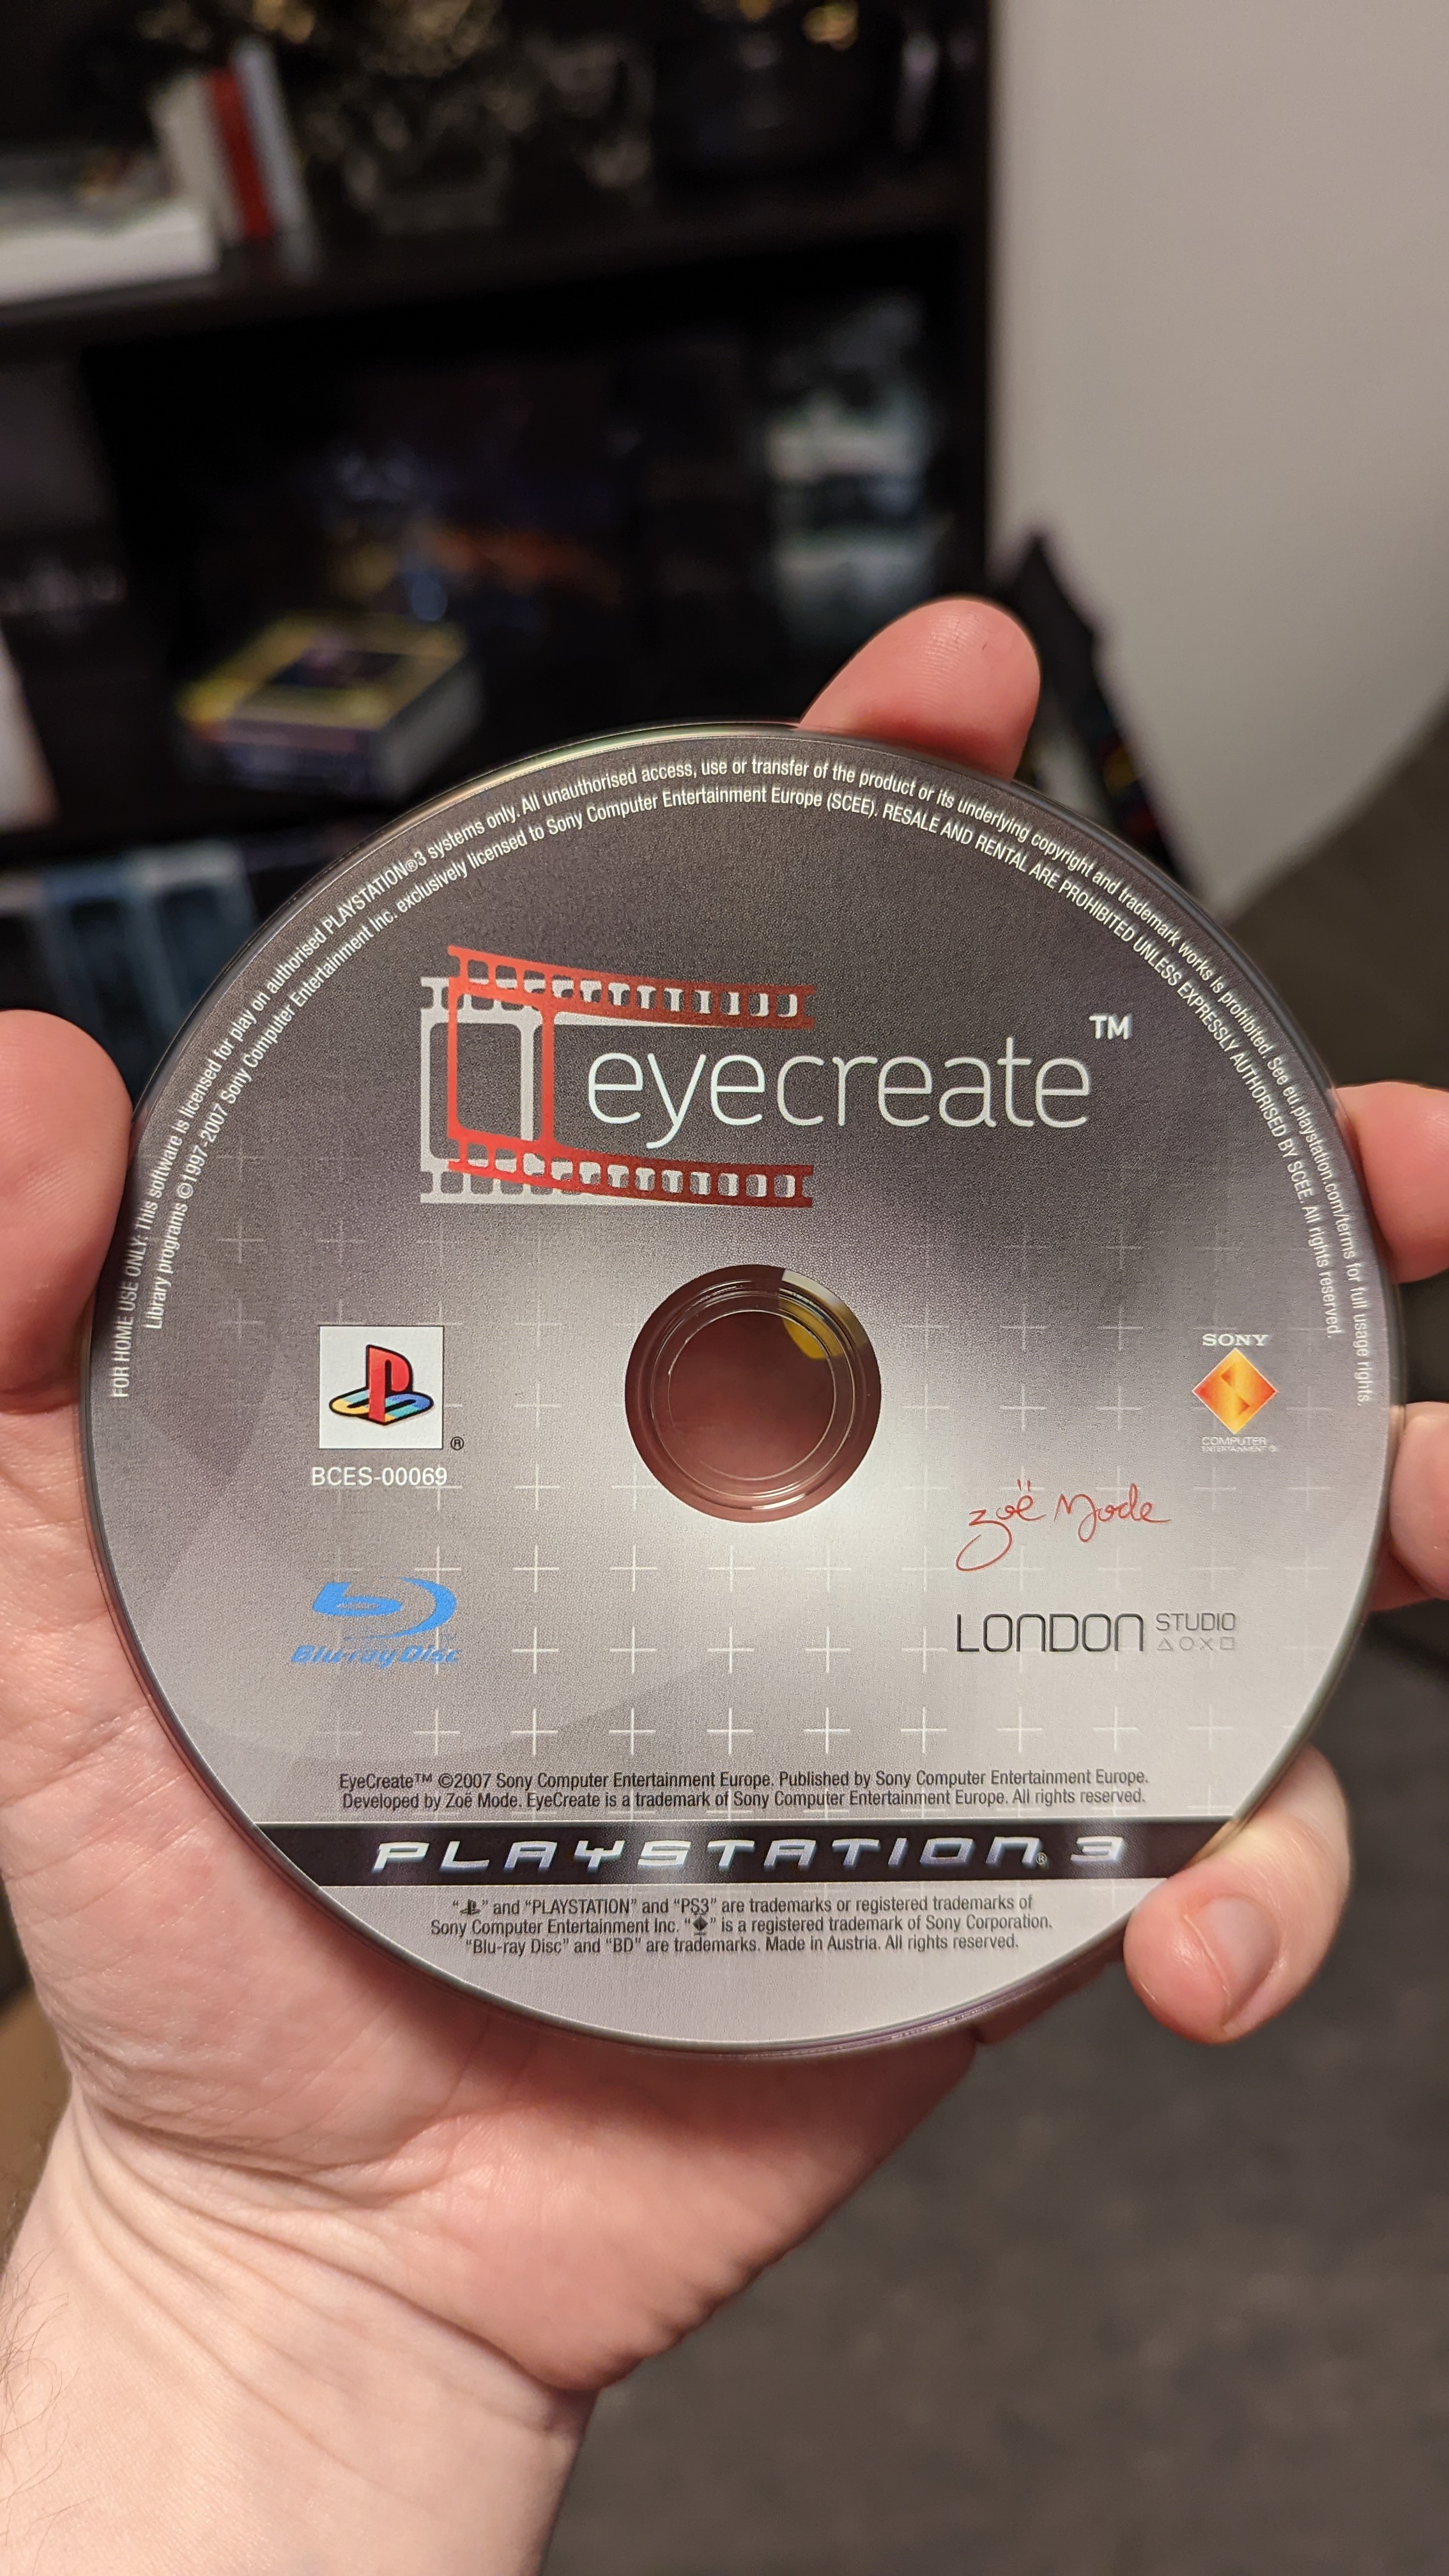 FOR HOME USE ONLY: This software is licensed for play on authorised PLAYSTATION®3 systems only. All unauthorised access, use or transfer of the product or its underlying copyright and trademark works is prohibited. See eu.playstation.com/terms for full usage rights.
Library programs ©1997-2007 Sony Computer Entertainment Inc. exclusively licensed to Sony Computer Entertainment Europe (SCEE). RESALE AND RENTAL ARE PROHIBITED UNLESS EXPRESSLY AUTHORISED BY SCEE. All rights reserved.
eyecreate™
®
BCES-00069
SONY
COMPUTER
ENTERTAINMENT ®
zoë Mode
Blu-ray Disc
LONDON STUDIO
EyeCreate™ ©2007 Sony Computer Entertainment Europe. Published by Sony Computer Entertainment Europe.
Developed by Zoë Mode. EyeCreate is a trademark of Sony Computer Entertainment Europe. All rights reserved.
PLAYSTATION®3
“ ” and “PLAYSTATION” and “PS3” are trademarks or registered trademarks of
Sony Computer Entertainment Inc. “ ” is a registered trademark of Sony Corporation.
“Blu-ray Disc” and “BD” are trademarks. Made in Austria. All rights reserved.